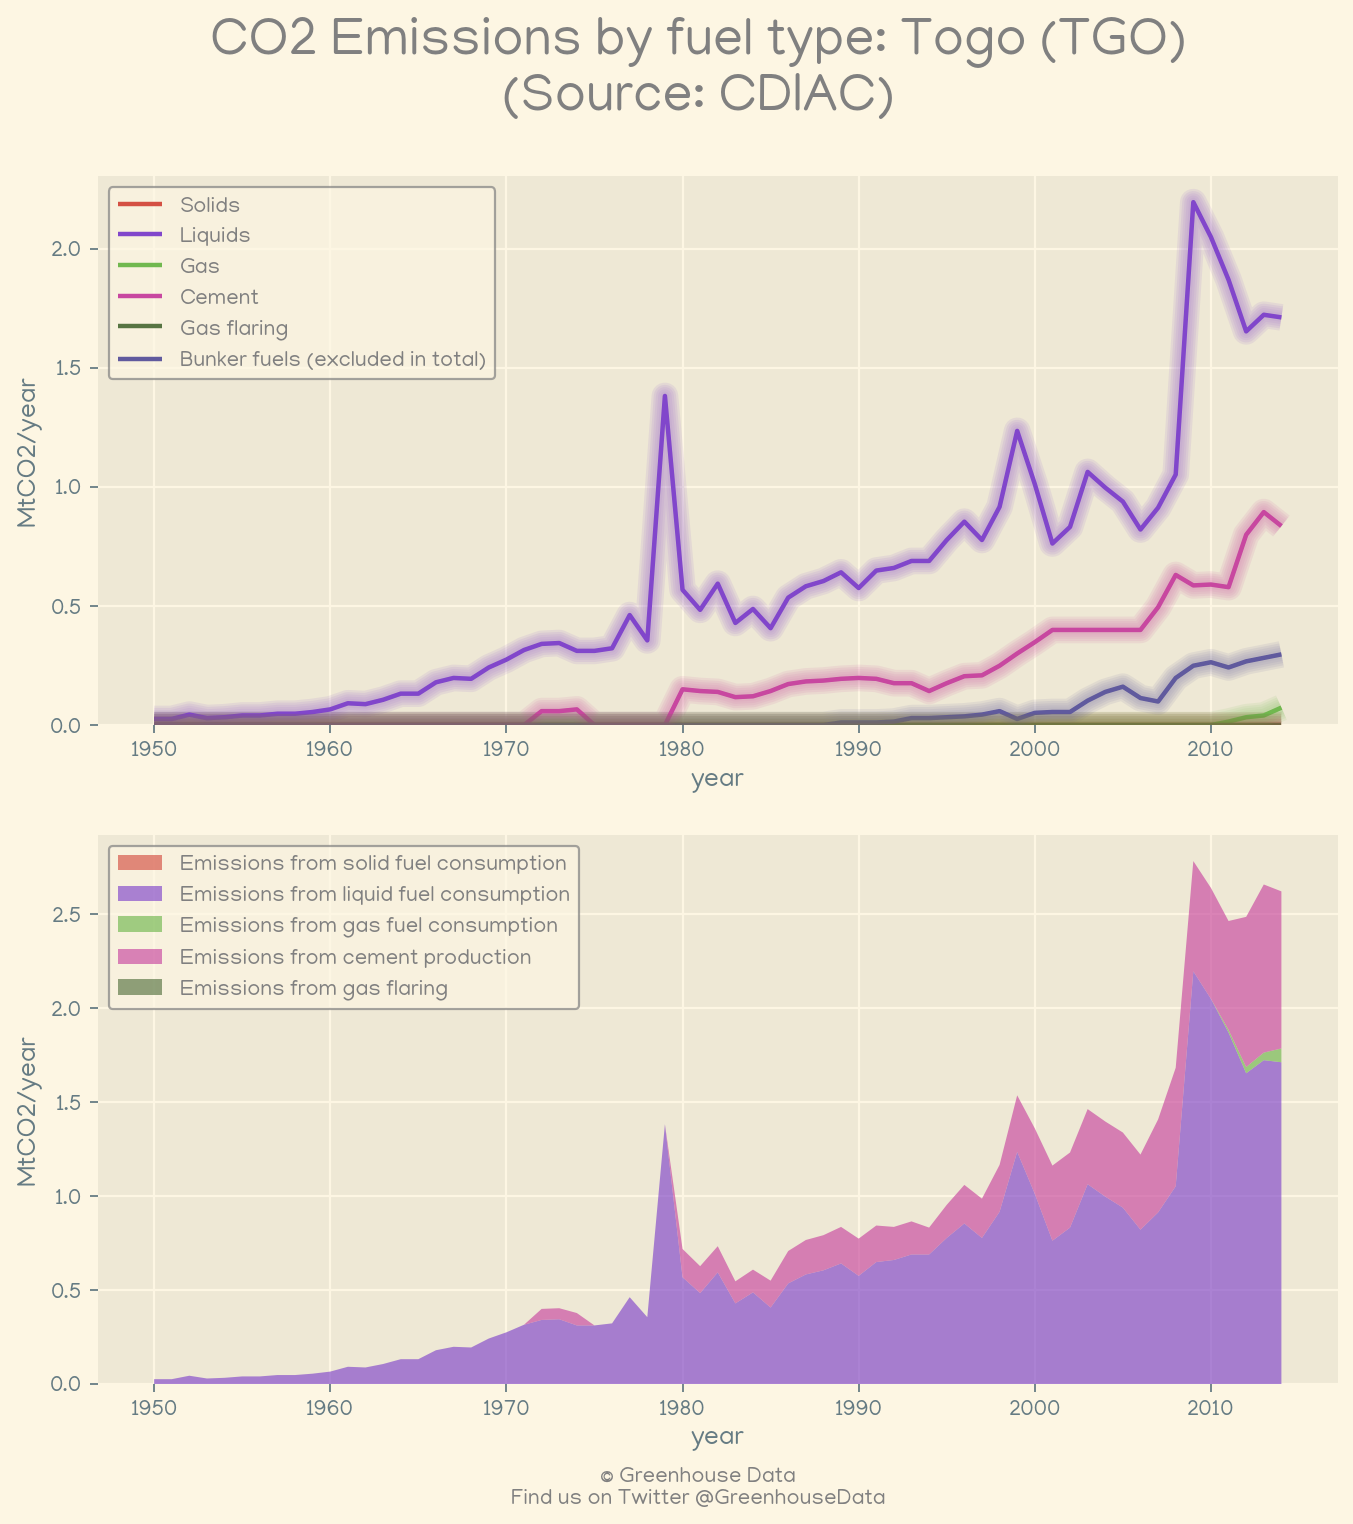 CO2 Emissions by fuel type: Togo (TGO)
(Source: CDIAC)
Solids
Liquids
Gas
Cement
Gas flaring
Bunker fuels (excluded in total)
MtCO2/year
2.0
1.5
1.0
0.5
0.0
1950 1960 1970 1980 1990 2000 2010
year
Emissions from solid fuel consumption
Emissions from liquid fuel consumption
Emissions from gas fuel consumption
Emissions from cement production
Emissions from gas flaring
MtCO2/year
2.5
2.0
1.5
1.0
0.5
0.0
1950 1960 1970 1980 1990 2000 2010
year
© Greenhouse Data
Find us on Twitter @GreenhouseData